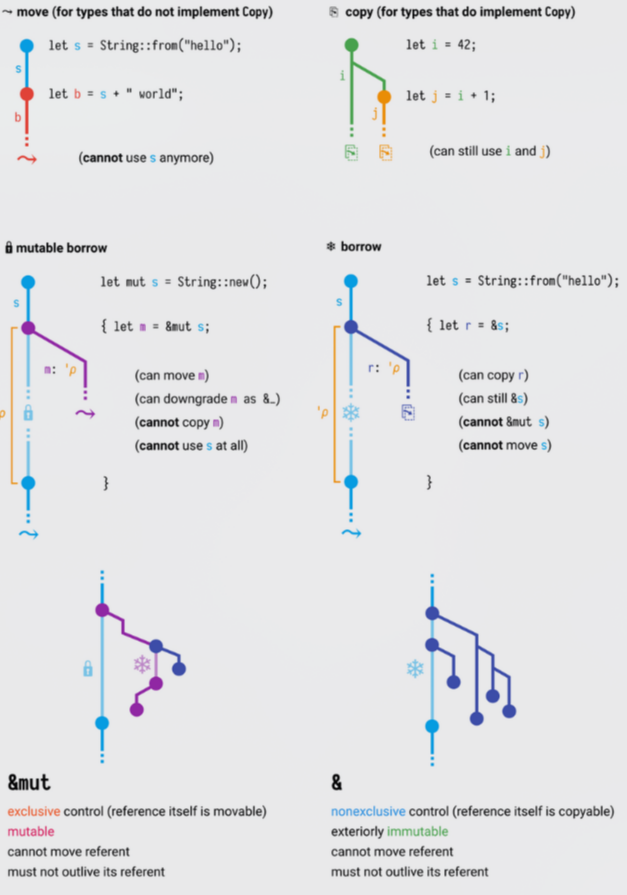 move (for types that do not implement Copy)
s
let s = String::from("hello");
let b = s + " world";
b
(cannot use s anymore)
copy (for types that do implement Copy)
let i = 42;
i
let j = i + 1;
j
(can still use i and j)
mutable borrow
let mut s = String::new();
s
{ let m = &mut s;
m: 'ρ
(can move m)
(can downgrade m as &_)
(cannot copy m)
(cannot use s at all)
ρ
}
borrow
let s = String::from("hello");
s
{ let r = &s;
r: 'ρ
(can copy r)
(can still &s)
(cannot &mut s)
(cannot move s)
'ρ
}
&mut
exclusive control (reference itself is movable)
mutable
cannot move referent
must not outlive its referent
&
nonexclusive control (reference itself is copyable)
exteriorly immutable
cannot move referent
must not outlive its referent